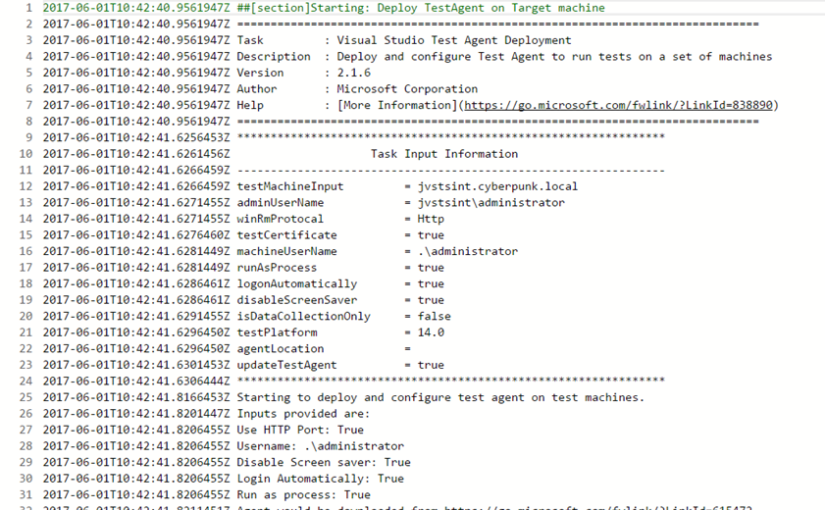 1 2017-06-01T10:42:40.9561947Z ##[section]Starting: Deploy TestAgent on Target machine
2 2017-06-01T10:42:40.9561947Z ==============================================================================
3 2017-06-01T10:42:40.9561947Z Task : Visual Studio Test Agent Deployment
4 2017-06-01T10:42:40.9561947Z Description : Deploy and configure Test Agent to run tests on a set of machines
5 2017-06-01T10:42:40.9561947Z Version : 2.1.6
6 2017-06-01T10:42:40.9561947Z Author : Microsoft Corporation
7 2017-06-01T10:42:40.9561947Z Help : [More Information](https://go.microsoft.com/fwlink/?LinkId=838890)
8 2017-06-01T10:42:40.9561947Z ==============================================================================
9 2017-06-01T10:42:41.6256453Z ****************************************************************
10 2017-06-01T10:42:41.6261456Z Task Input Information
11 2017-06-01T10:42:41.6266459Z ----------------------------------------------------------------
12 2017-06-01T10:42:41.6266459Z testMachineInput = jvstsint.cyberpunk.local
13 2017-06-01T10:42:41.6271455Z adminUserName = jvstsint\administrator
14 2017-06-01T10:42:41.6271455Z winRmProtocal = Http
15 2017-06-01T10:42:41.6276460Z testCertificate = true
16 2017-06-01T10:42:41.6281449Z machineUserName = .\administrator
17 2017-06-01T10:42:41.6281449Z runAsProcess = true
18 2017-06-01T10:42:41.6286461Z logonAutomatically = true
19 2017-06-01T10:42:41.6286461Z disableScreenSaver = true
20 2017-06-01T10:42:41.6291455Z isDataCollectionOnly = false
21 2017-06-01T10:42:41.6296450Z testPlatform = 14.0
22 2017-06-01T10:42:41.6296450Z agentLocation =
23 2017-06-01T10:42:41.6301453Z updateTestAgent = true
24 2017-06-01T10:42:41.6306444Z ****************************************************************
25 2017-06-01T10:42:41.8166453Z Starting to deploy and configure test agent on test machines.
26 2017-06-01T10:42:41.8201447Z Inputs provided are:
27 2017-06-01T10:42:41.8206455Z Use HTTP Port: True
28 2017-06-01T10:42:41.8206455Z Username: .\administrator
29 2017-06-01T10:42:41.8206455Z Disable Screen saver: True
30 2017-06-01T10:42:41.8206455Z Login Automatically: True
31 2017-06-01T10:42:41.8206455Z Run as process: True